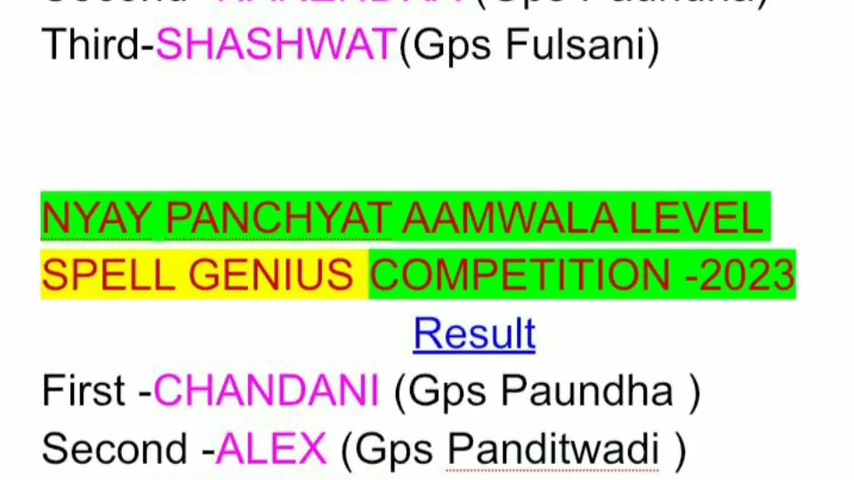 Third-SHASHWAT(Gps Fulsani)
NYAY PANCHYAT AAMWALA LEVEL
SPELL GENIUS COMPETITION -2023
Result
First -CHANDANI (Gps Paundha )
Second -ALEX (Gps Panditwadi )